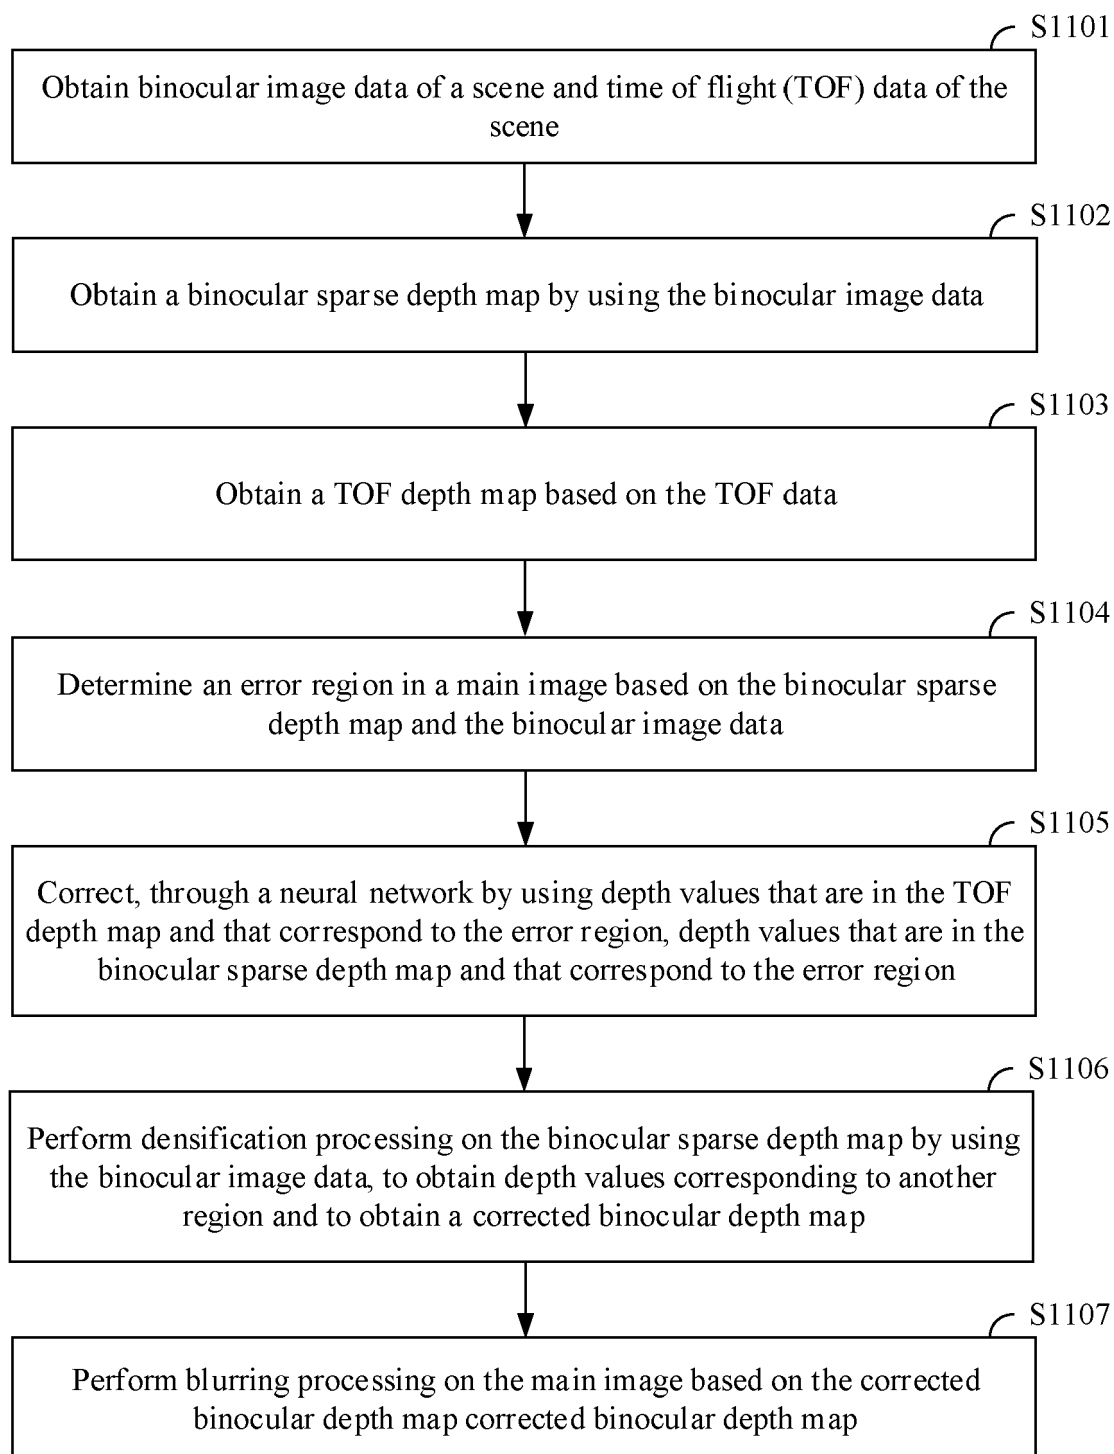 S1101
Obtain binocular image data of a scene and time of flight (TOF) data of the
scene
S1102
Obtain a binocular sparse depth map by using the binocular image data
S1103
Obtain a TOF depth map based on the TOF data
S1104
Determine an error region in a main image based on the binocular sparse
depth map and the binocular image data
S1105
Correct, through a neural network by using depth values that are in the TOF
depth map and that correspond to the error region, depth values that are in the
binocular sparse depth map and that correspond to the error region
S1106
Perform densification processing on the binocular sparse depth map by using
the binocular image data, to obtain depth values corresponding to another
region and to obtain a corrected binocular depth map
S1107
Perform blurring processing on the main image based on the corrected
binocular depth map corrected binocular depth map